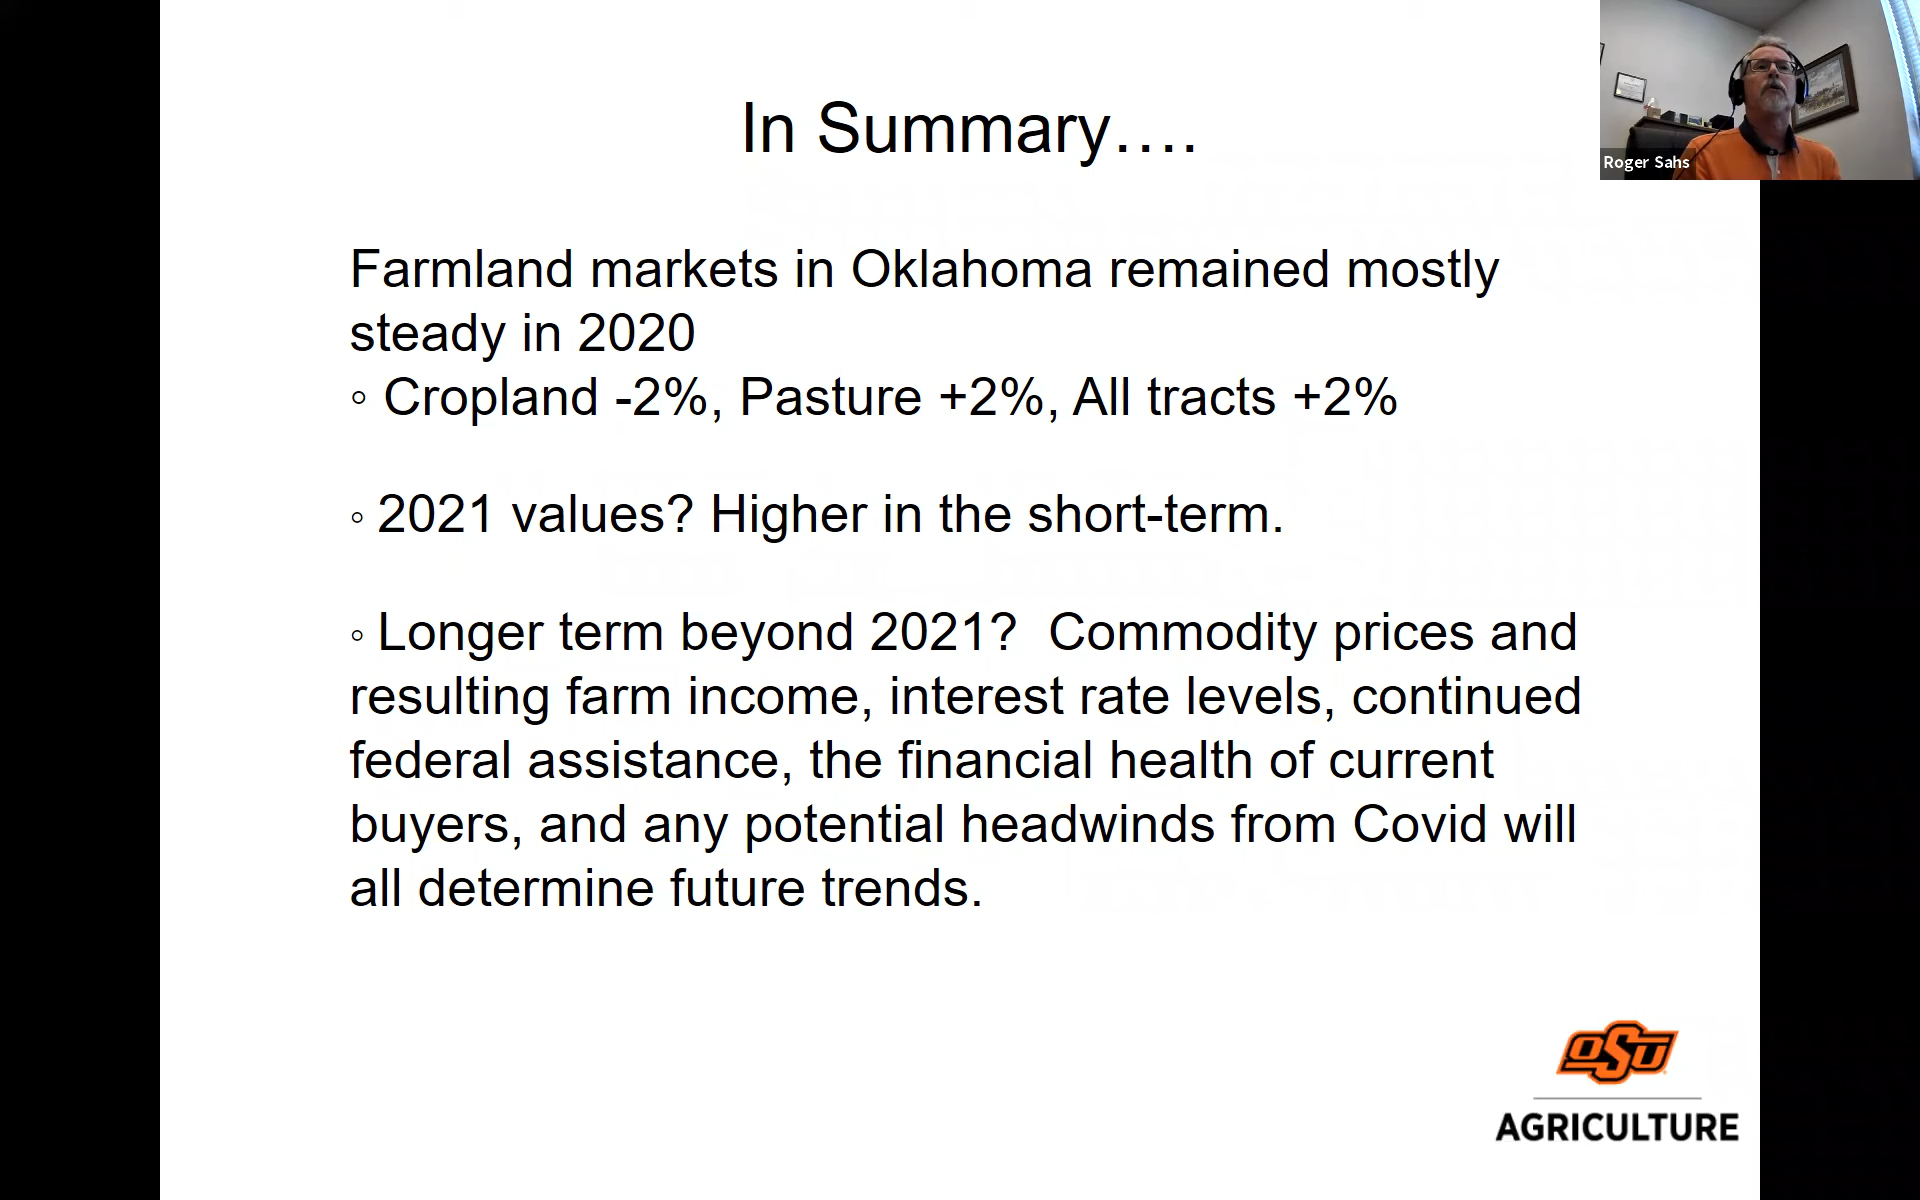 In Summary....
Roger Sahs
Farmland markets in Oklahoma remained mostly
steady in 2020
◦ Cropland -2%, Pasture +2%, All tracts +2%
◦ 2021 values? Higher in the short-term.
◦ Longer term beyond 2021?  Commodity prices and
resulting farm income, interest rate levels, continued
federal assistance, the financial health of current
buyers, and any potential headwinds from Covid will
all determine future trends.
OSU
AGRICULTURE